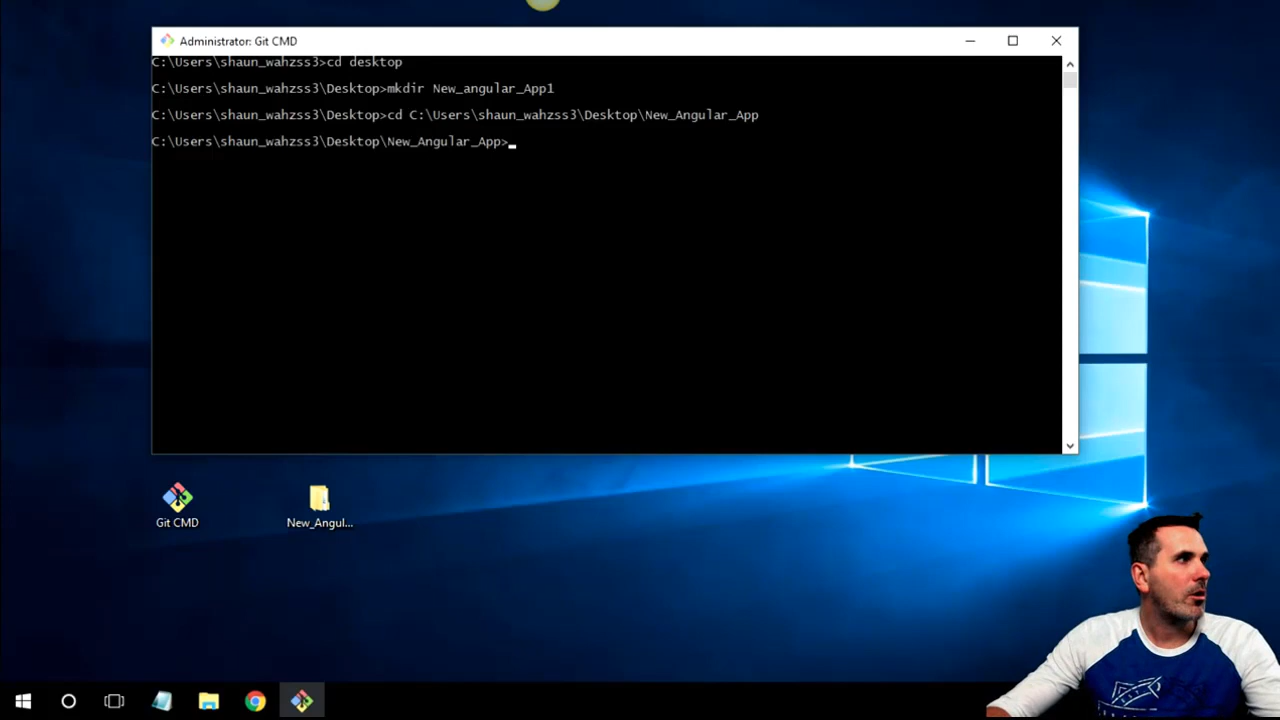 Administrator: Git CMD
C:\Users\shaun_wahzss3>cd desktop
C:\Users\shaun_wahzss3\Desktop>mkdir New_angular_App1
C:\Users\shaun_wahzss3\Desktop>cd C:\Users\shaun_wahzss3\Desktop\New_Angular_App
C:\Users\shaun_wahzss3\Desktop\New_Angular_App>
Git CMD
New_Angul...